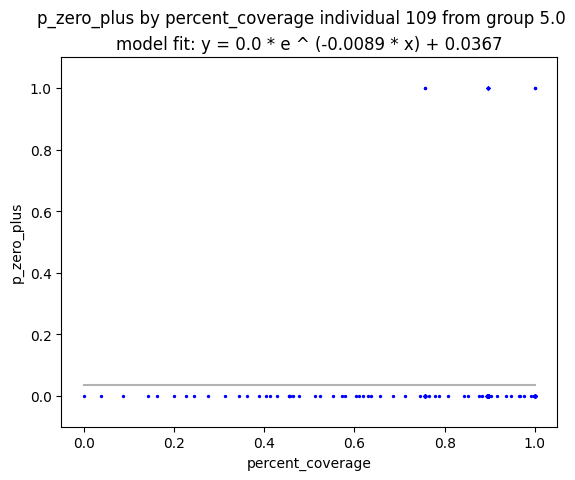 p_zero_plus by percent_coverage individual 109 from group 5.0
model fit: y = 0.0 * e ^ (-0.0089 * x) + 0.0367
1.0
0.8
0.6
0.4
0.2
0.0
p_zero_plus
0.0 0.2 0.4 0.6 0.8 1.0
percent_coverage